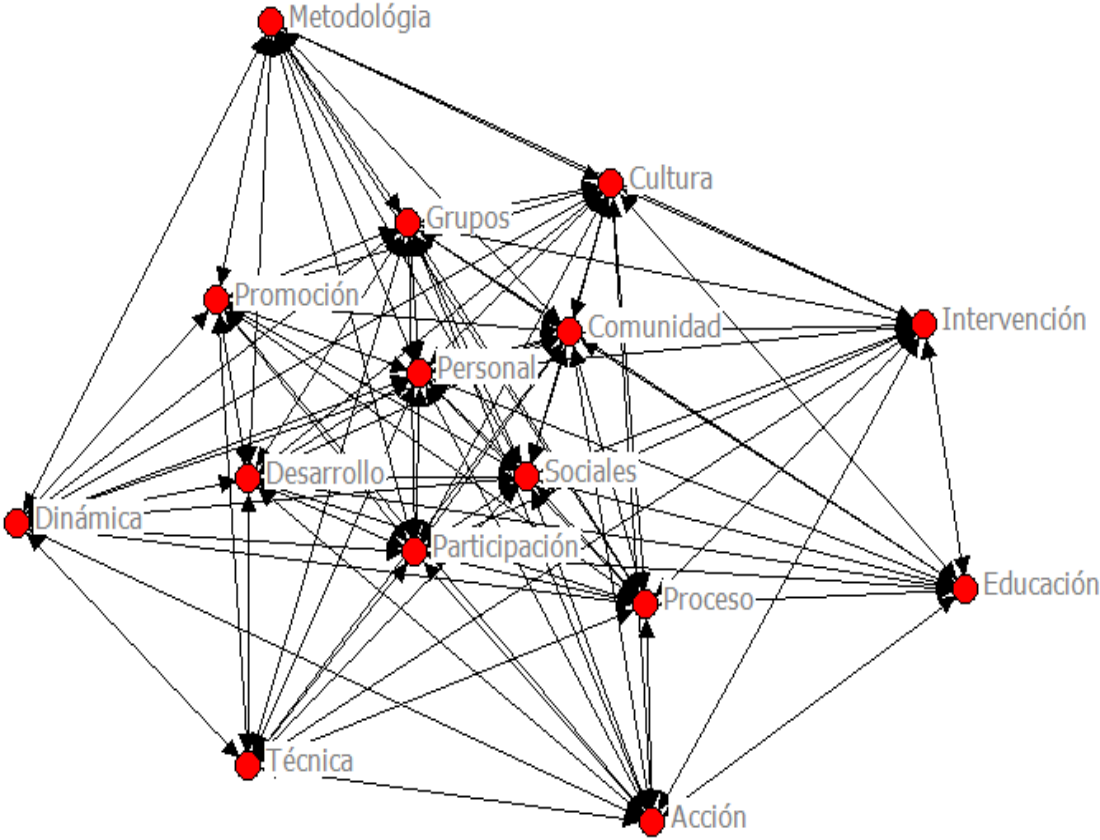 Metodológia
Cultura
Grupos
Promoción
Intervención
Comunidad
Personal
Desarrollo
Sociales
Dinámica
Participación
Educación
Proceso
Técnica
Acción